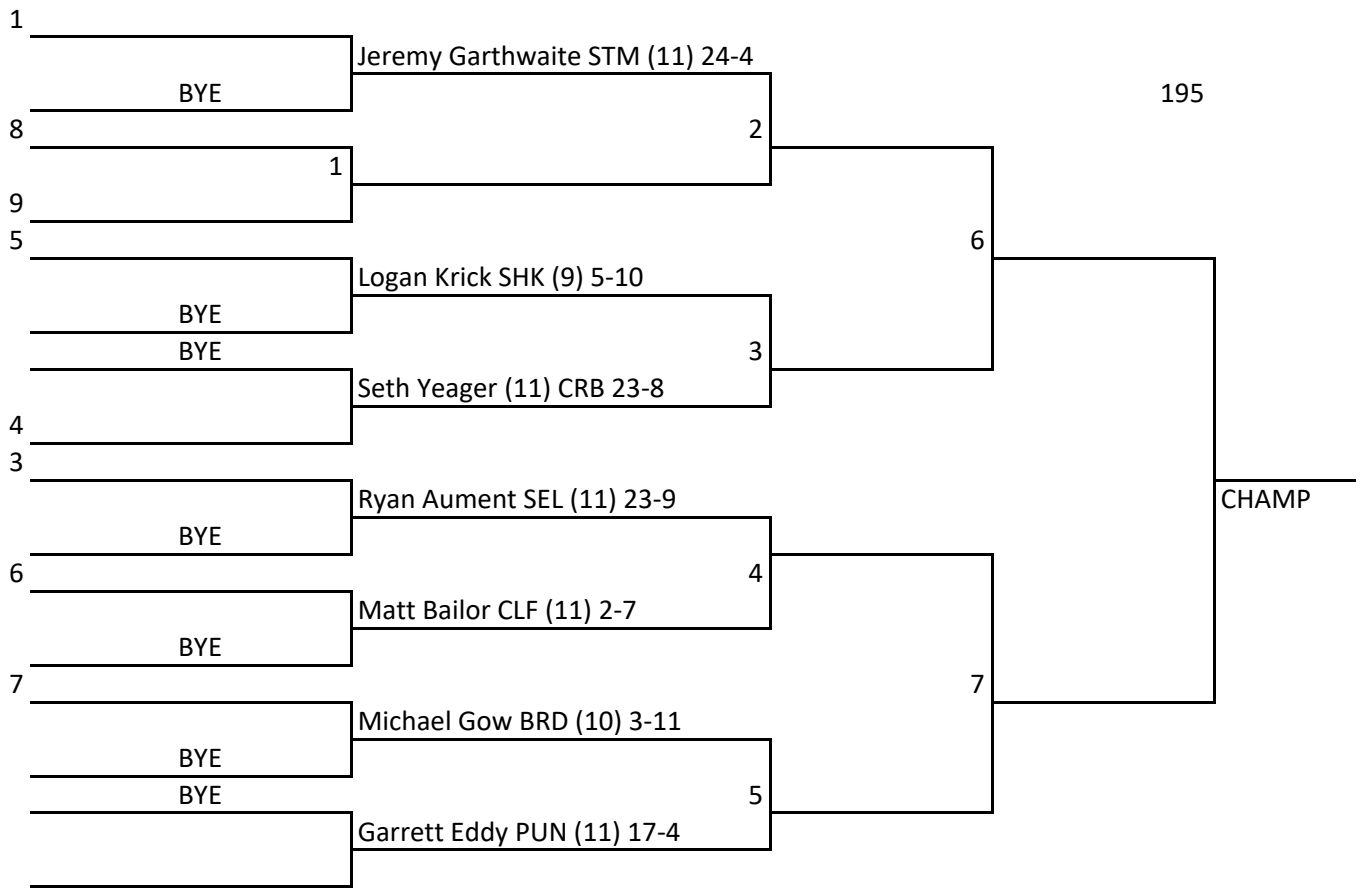 1
Jeremy Garthwaite STM (11) 24-4
BYE
195
8
2
1
9
5
6
Logan Krick SHK (9) 5-10
BYE
BYE
3
Seth Yeager (11) CRB 23-8
4
3
Ryan Aument SEL (11) 23-9
CHAMP
BYE
6
4
Matt Bailor CLF (11) 2-7
BYE
7
7
Michael Gow BRD (10) 3-11
BYE
BYE
5
Garrett Eddy PUN (11) 17-4